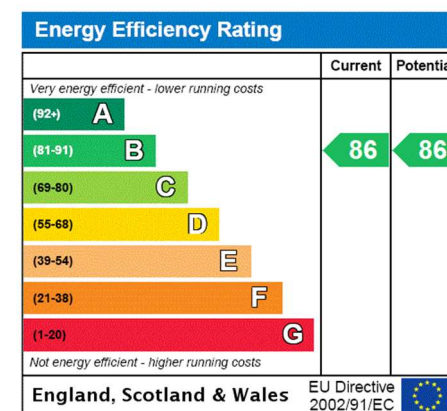 Energy Efficiency Rating
Current Potentia
Very energy efficient - lower running costs
(92+) A
(81-91) B 86 86
(69-80) C
(55-68) D
(39-54) E
(21-38) F
(1-20) G
Not energy efficient - higher running costs
England, Scotland & Wales EU Directive
2002/91/EC